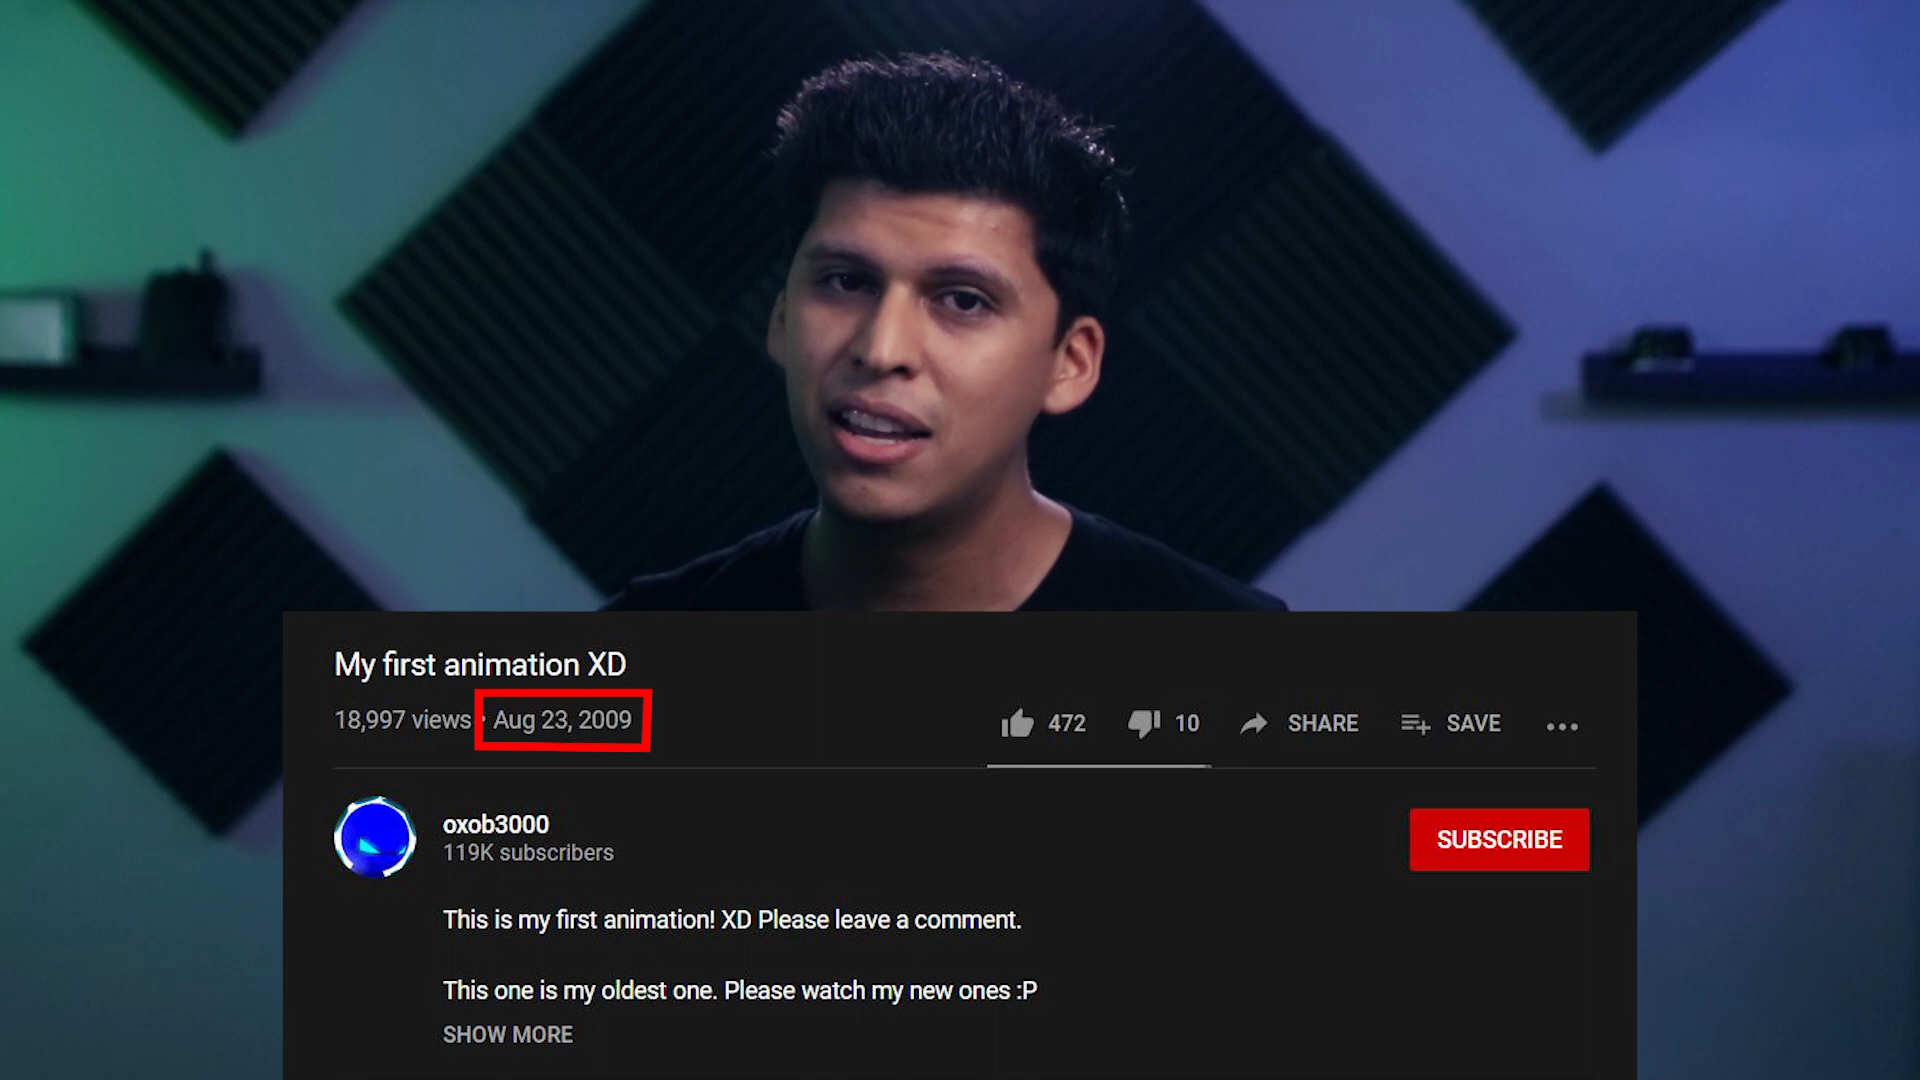 My first animation XD
18,997 views • Aug 23, 2009
472 10 SHARE SAVE
oxob3000
119K subscribers
SUBSCRIBE
This is my first animation! XD Please leave a comment.
This one is my oldest one. Please watch my new ones :P
SHOW MORE